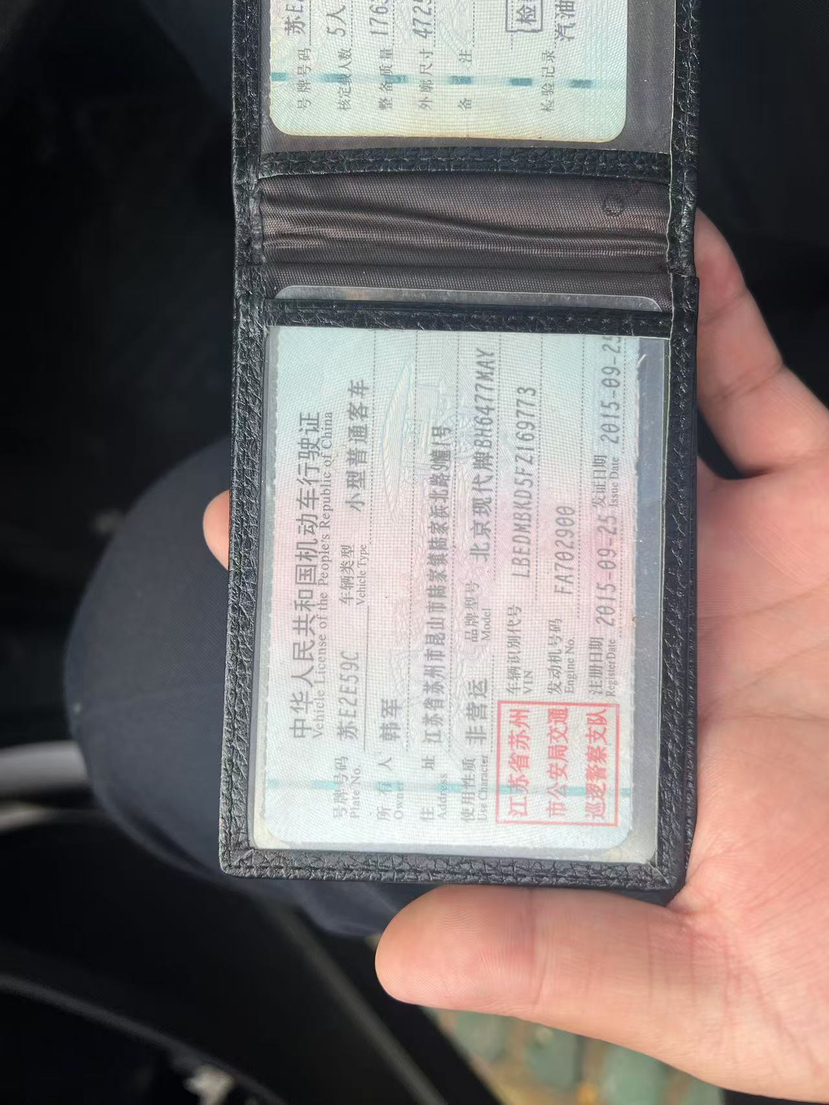 中华人民共和国机动车行驶证
Vehicle License of the People's Republic of China
号牌号码 苏E2E59C 车辆类型 小型普通客车
Plate No. Vehicle Type
所有人 韩军
Owner
住址 江苏省苏州市昆山市陆家镇陆家浜北路9幢1号
Address
使用性质 非营运 品牌型号 北京现代牌BH6477MAY
Use Character Model
江苏省苏州
市公安局交通
巡逻警察支队
车辆识别代号 LBEDMBKD5FZ169773
VIN
发动机号码 FA702900
Engine No.
注册日期 2015-09-25 发证日期 2015-09-25
Register Date Issue Date
号牌号码 苏E
核定载人数 5人
整备质量 176
外廓尺寸 472
备注
检验记录 汽油